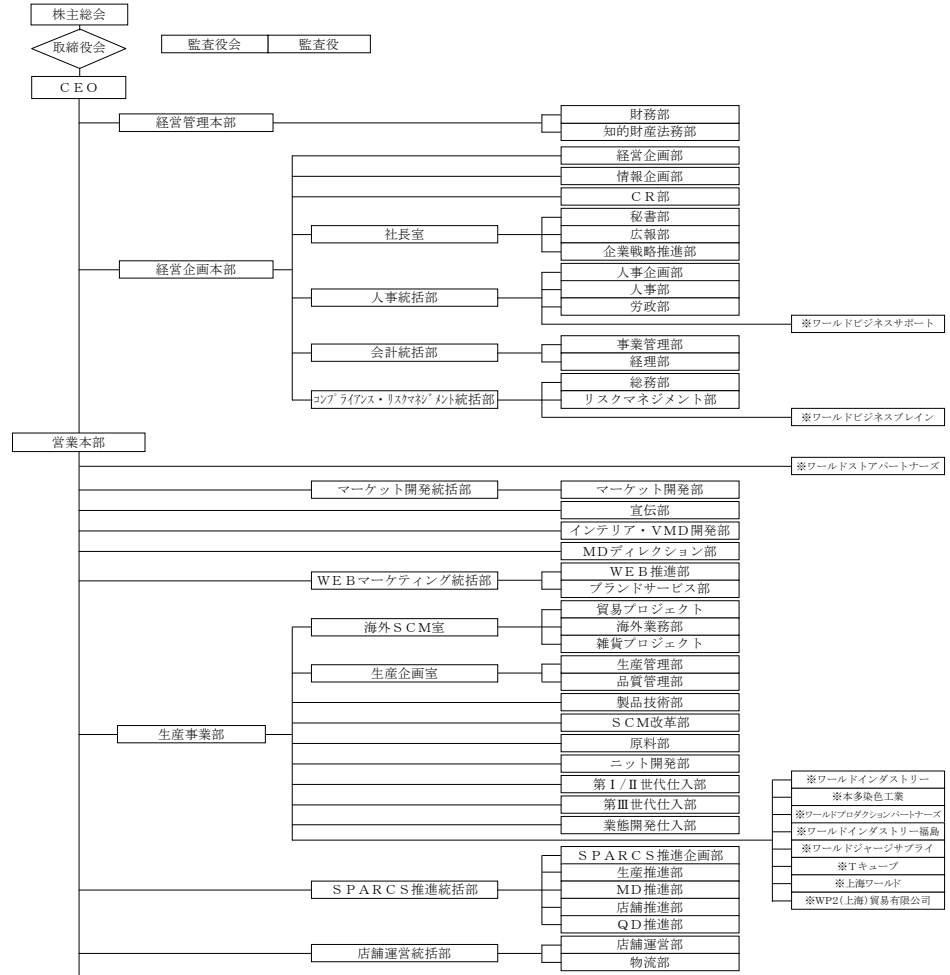 株主総会
取締役会
監査役会 監査役
CEO
経営管理本部
財務部
知的財産法務部
経営企画本部
経営企画部
情報企画部
CR部
社長室
秘書部
広報部
企業戦略推進部
人事統括部
人事企画部
人事部
労政部
※ワールドビジネスサポート
会計統括部
事業管理部
経理部
コンプライアンス・リスクマネジメント統括部
総務部
リスクマネジメント部
※ワールドビジネスブレイン
営業本部
※ワールドストアパートナーズ
マーケット開発統括部
マーケット開発部
宣伝部
インテリア・VMD開発部
MDディレクション部
WEBマーケティング統括部
WEB推進部
ブランドサービス部
生産事業部
海外SCM室
貿易プロジェクト
海外業務部
雑貨プロジェクト
生産企画室
生産管理部
品質管理部
製品技術部
SCM改革部
原料部
ニット開発部
第Ⅰ/Ⅱ世代仕入部
第Ⅲ世代仕入部
業態開発仕入部
※ワールドインダストリー
※本多染色工業
※ワールドプロダクションパートナーズ
※ワールドインダストリー福島
※ワールドジャージサプライ
※Tキューブ
※上海ワールド
※WP2(上海)貿易有限公司
SPARCS推進統括部
SPARCS推進企画部
生産推進部
MD推進部
店舗推進部
QD推進部
店舗運営統括部
店舗運営部
物流部